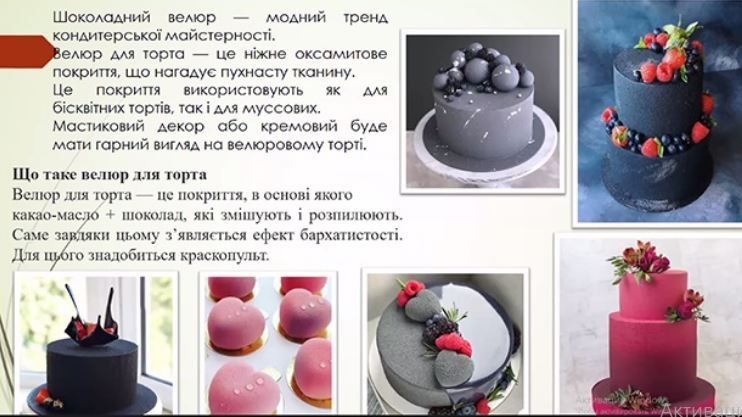 Шоколадний велюр — модний тренд
кондитерської майстерності.
Велюр для торта — це ніжне оксамитове
покриття, що нагадує пухнасту тканину.
Це покриття використовують як для
бісквітних тортів, так і для муссових.
Мастиковий декор або кремовий буде
мати гарний вигляд на велюровому торті.
Що таке велюр для торта
Велюр для торта — це покриття, в основі якого
какао-масло + шоколад, які змішують і розпилюють.
Саме завдяки цьому з’являється ефект бархатистості.
Для цього знадобиться краскопульт.
Активация Windows